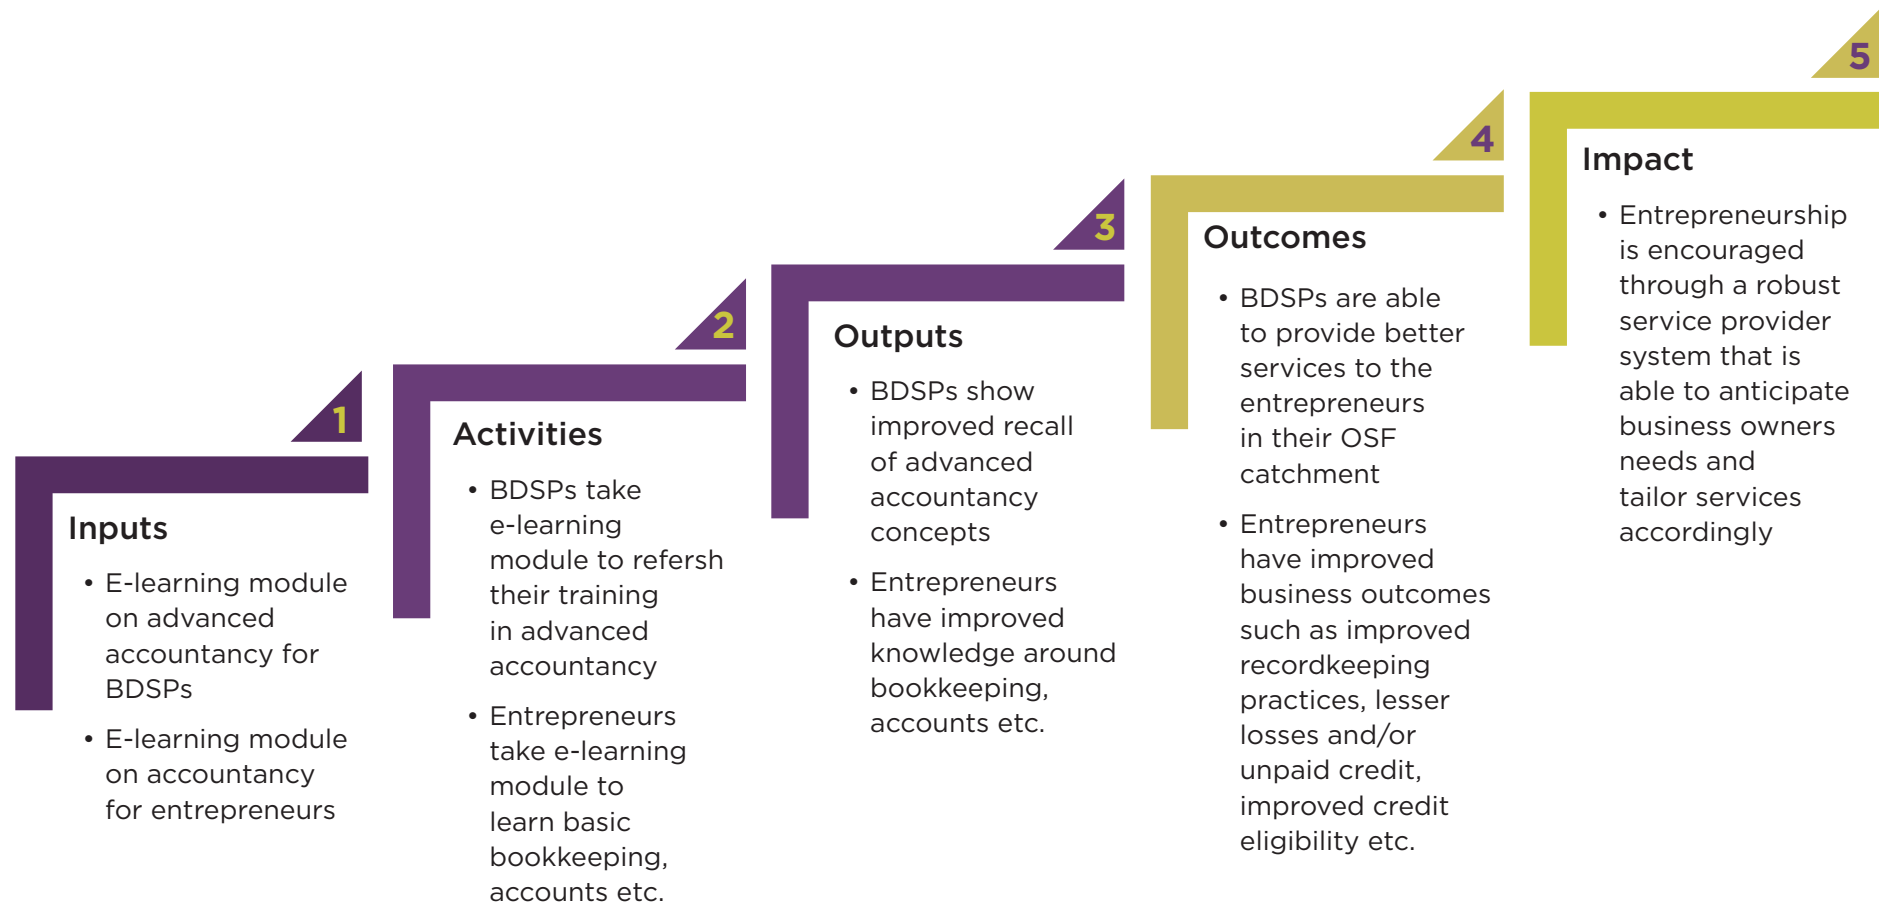 1
Inputs
• E-learning module
on advanced
accountancy for
BDSPs
• E-learning module
on accountancy
for entrepreneurs
2
Activities
• BDSPs take
e-learning
module to refersh
their training
in advanced
accountancy
• Entrepreneurs
take e-learning
module to
learn basic
bookkeeping,
accounts etc.
3
Outputs
• BDSPs show
improved recall
of advanced
accountancy
concepts
• Entrepreneurs
have improved
knowledge around
bookkeeping,
accounts etc.
4
Outcomes
• BDSPs are able
to provide better
services to the
entrepreneurs
in their OSF
catchment
• Entrepreneurs
have improved
business outcomes
such as improved
recordkeeping
practices, lesser
losses and/or
unpaid credit,
improved credit
eligibility etc.
5
Impact
• Entrepreneurship
is encouraged
through a robust
service provider
system that is
able to anticipate
business owners
needs and
tailor services
accordingly